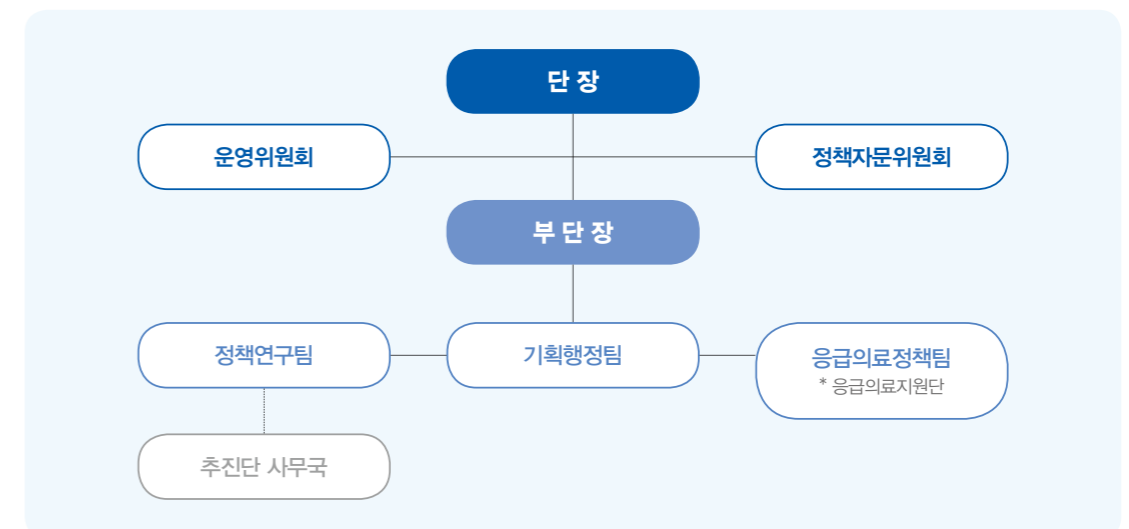 단 장
운영위원회
정책자문위원회
부 단 장
정책연구팀
기획행정팀
응급의료정책팀
* 응급의료지원단
추진단 사무국